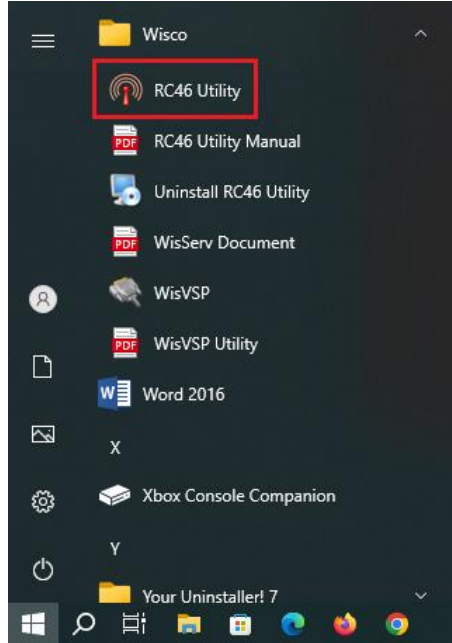 Wisco
RC46 Utility
RC46 Utility Manual
Uninstall RC46 Utility
WisServ Document
WisVSP
WisVSP Utility
Word 2016
X
Xbox Console Companion
Y
Your Uninstaller! 7